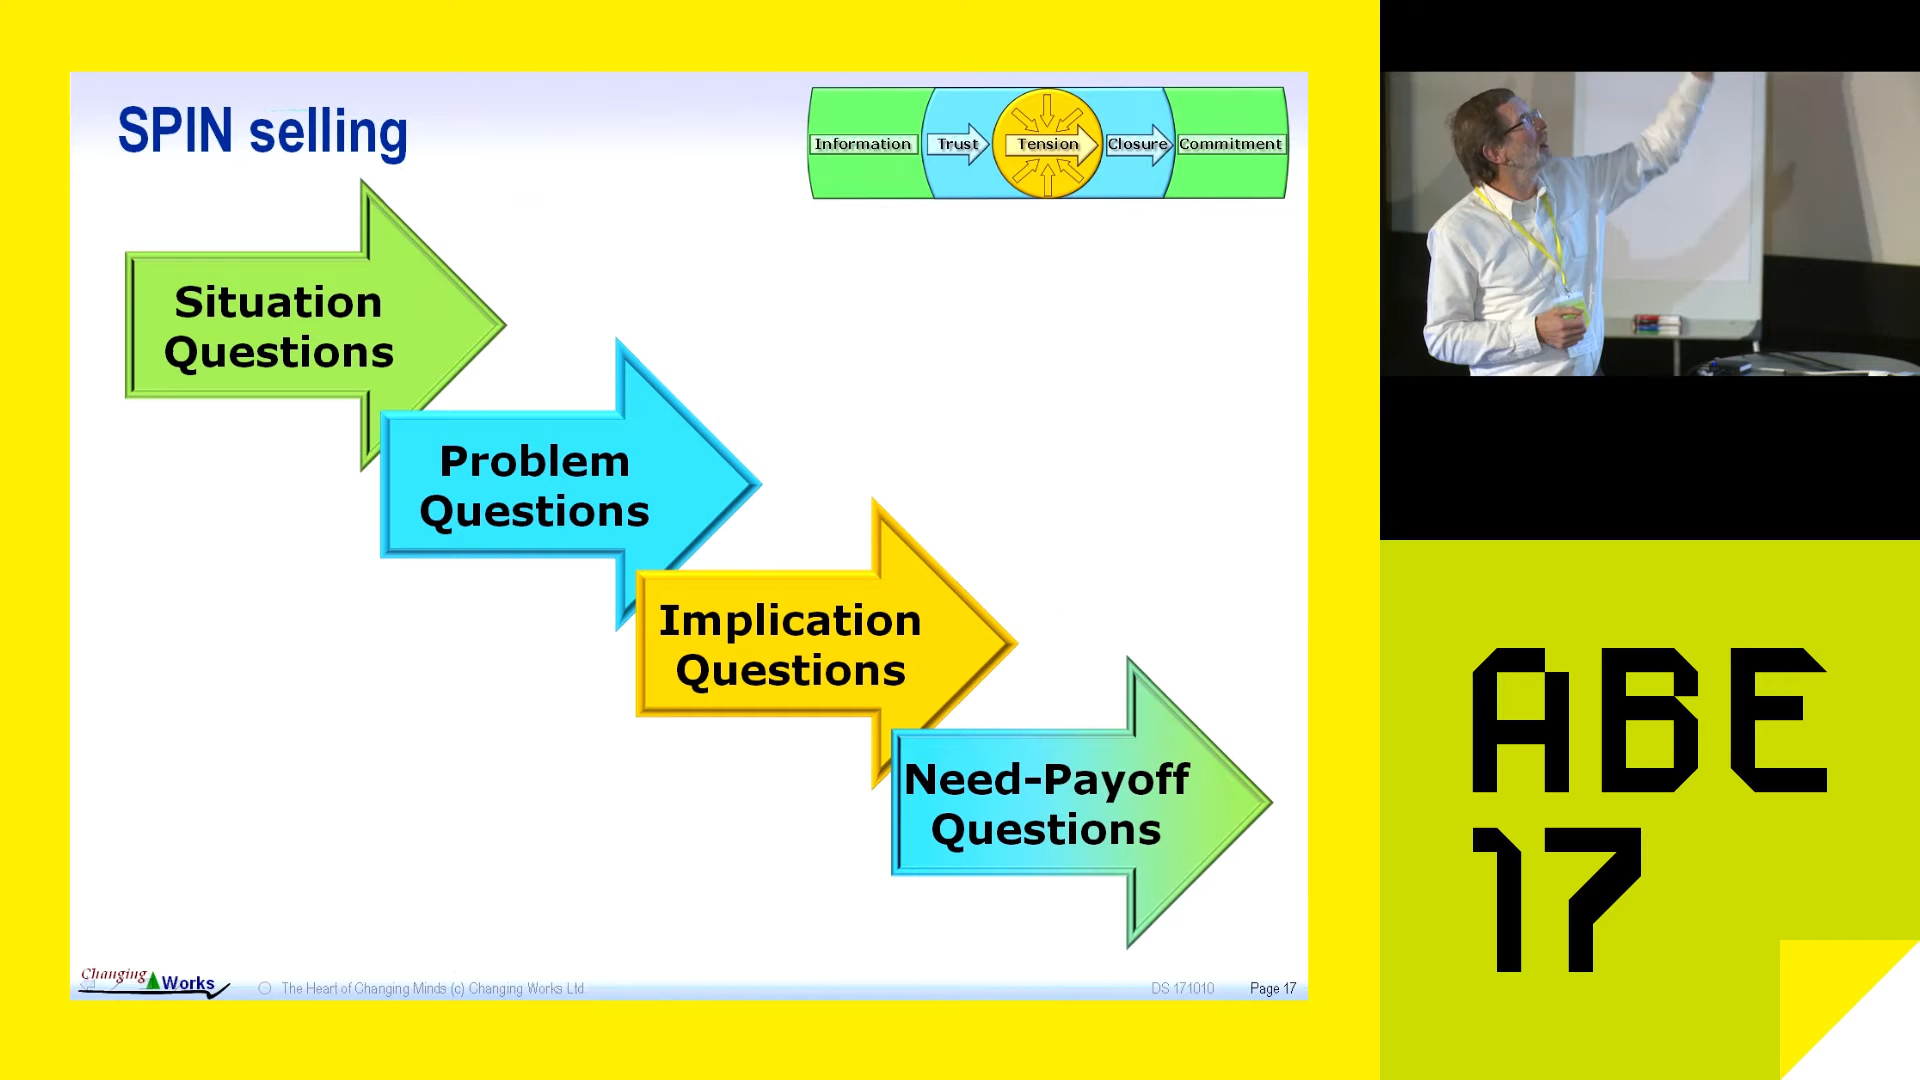 SPIN selling
Information
Trust
Tension
Closure
Commitment
Situation
Questions
Problem
Questions
Implication
Questions
Need-Payoff
Questions
Changing Works
The Heart of Changing Minds (c) Changing Works Ltd
DS 171010
Page 17
ABE
17